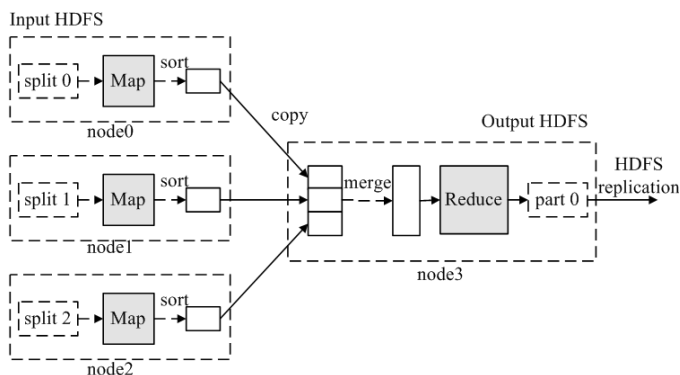 Input HDFS
split 0
Map
sort
node0
copy
split 1
Map
sort
node1
split 2
Map
sort
node2
Output HDFS
merge
Reduce
part 0
node3
HDFS
replication